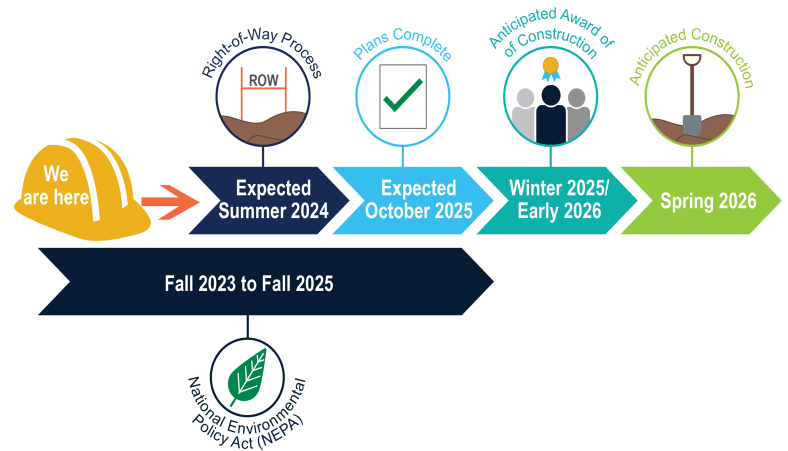 Right-of-Way Process
ROW
Plans Complete
Anticipated Award of
of Construction
Anticipated Construction
We
are here
Expected
Summer 2024
Expected
October 2025
Winter 2025/
Early 2026
Spring 2026
Fall 2023 to Fall 2025
National Environmental
Policy Act (NEPA)